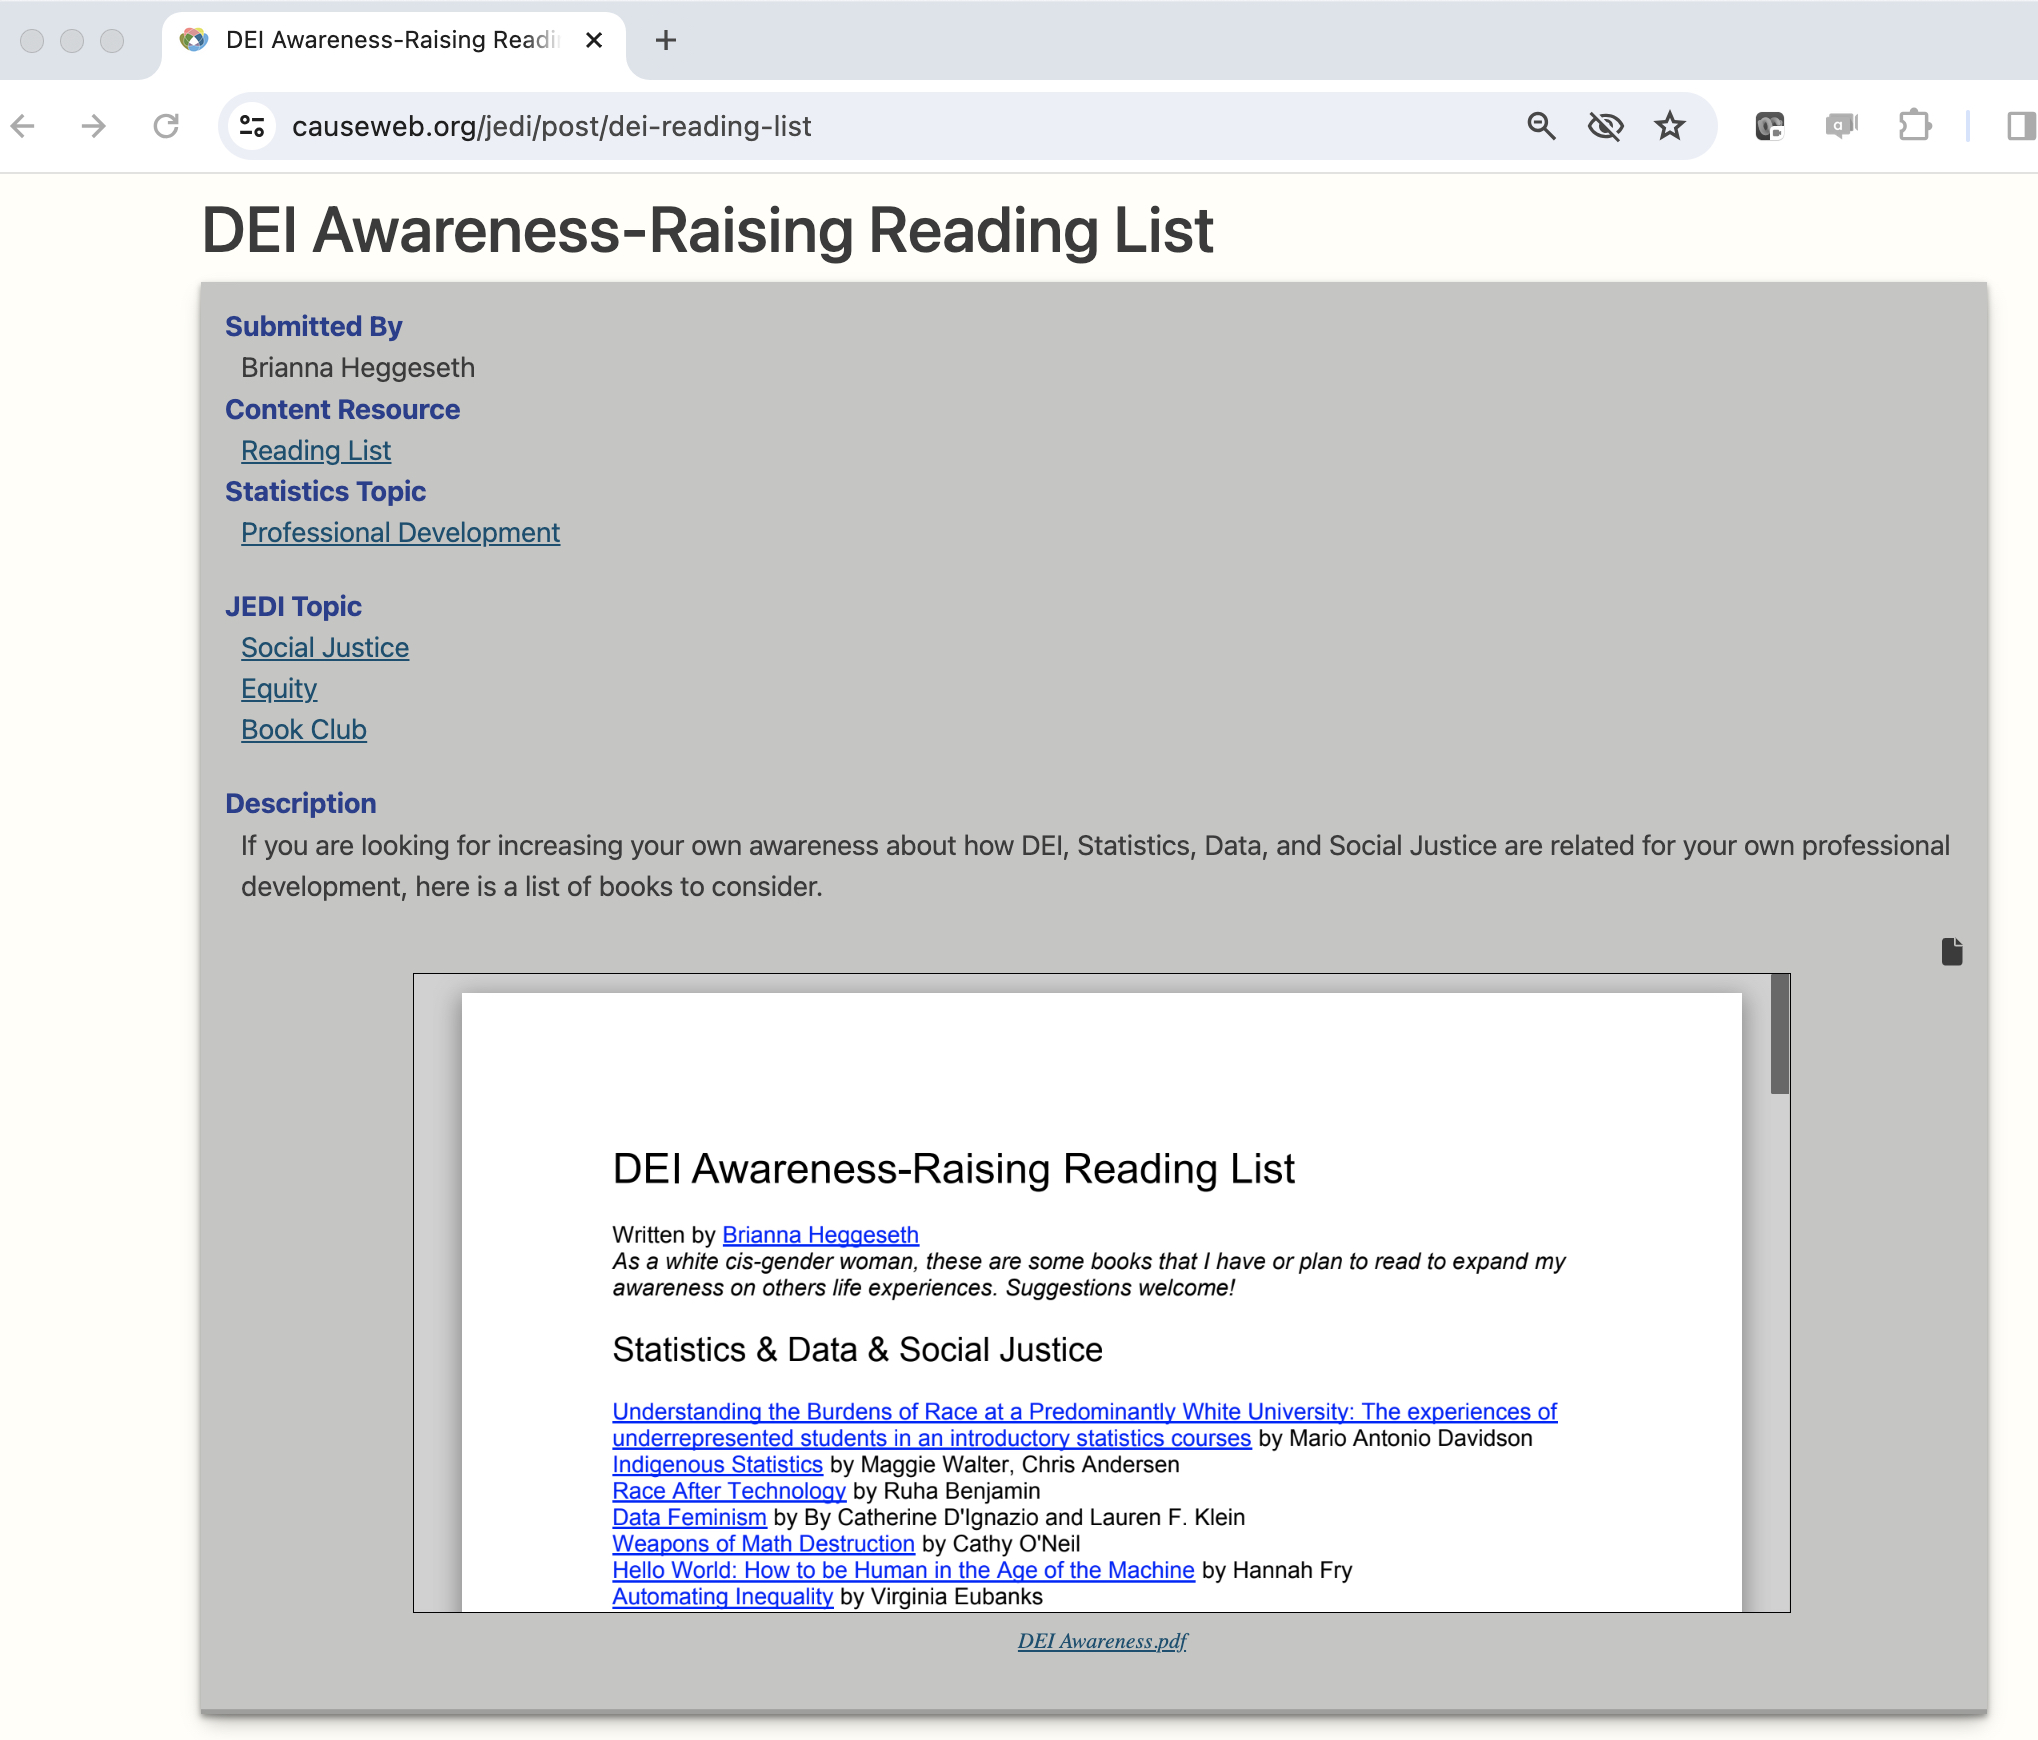 DEI Awareness-Raising Readi
causeweb.org/jedi/post/dei-reading-list
a
DEI Awareness-Raising Reading List
Submitted By
Brianna Heggeseth
Content Resource
Reading List
Statistics Topic
Professional Development
JEDI Topic
Social Justice
Equity
Book Club
Description
If you are looking for increasing your own awareness about how DEI, Statistics, Data, and Social Justice are related for your own professional
development, here is a list of books to consider.
DEI Awareness-Raising Reading List
Written by Brianna Heggeseth
As a white cis-gender woman, these are some books that I have or plan to read to expand my
awareness on others life experiences. Suggestions welcome!
Statistics & Data & Social Justice
Understanding the Burdens of Race at a Predominantly White University: The experiences of
underrepresented students in an introductory statistics courses by Mario Antonio Davidson
Indigenous Statistics by Maggie Walter, Chris Andersen
Race After Technology by Ruha Benjamin
Data Feminism by By Catherine D'Ignazio and Lauren F. Klein
Weapons of Math Destruction by Cathy O'Neil
Hello World: How to be Human in the Age of the Machine by Hannah Fry
Automating Inequality by Virginia Eubanks
DEI Awareness.pdf